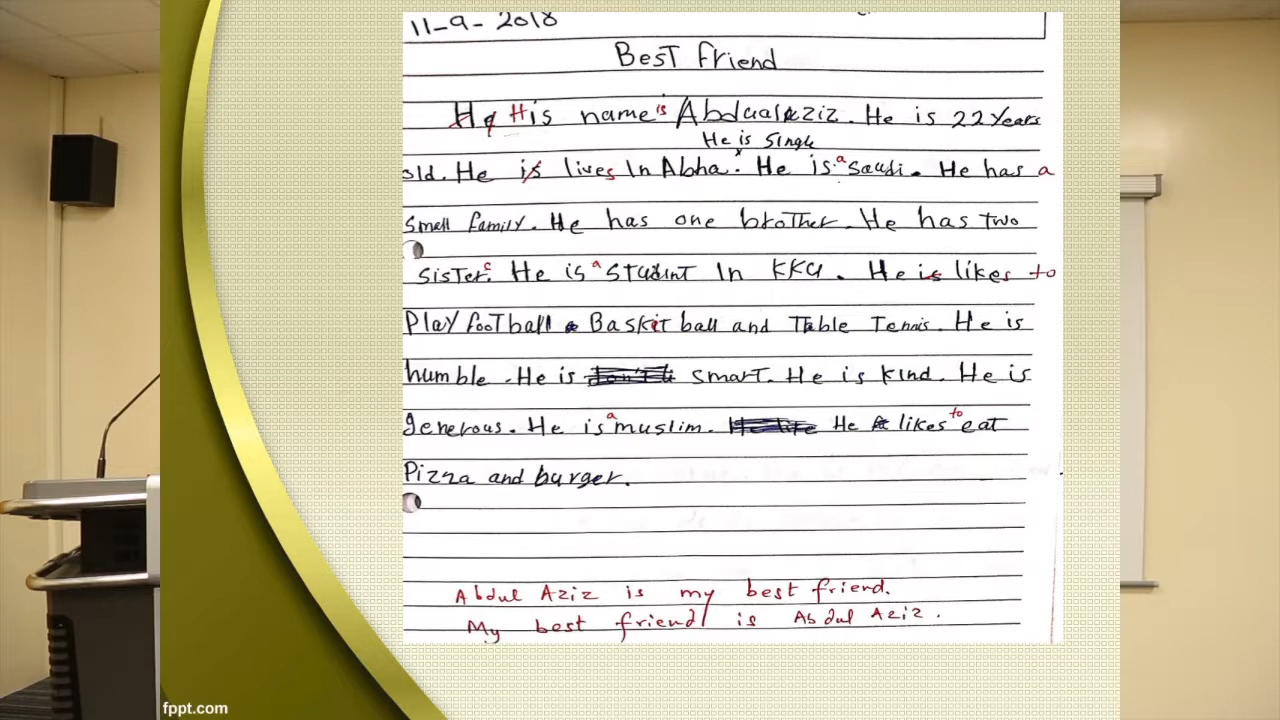 11-9-2018
Best friend
He His name is Abdualaziz. He is 22 years
He is single
old. He is lives In Abha. He is a Saudi. He has a
small family. He has one brother. He has two
sisters. He is a student In KKU. He is likes to
Play football & Baskit ball and Table Tennis. He is
humble. He is smart. He is kind. He is
generous. He is a muslim. He likes to eat
Pizza and burger.
Abdul Aziz is my best friend.
My best friend is Abdul Aziz.
fppt.com